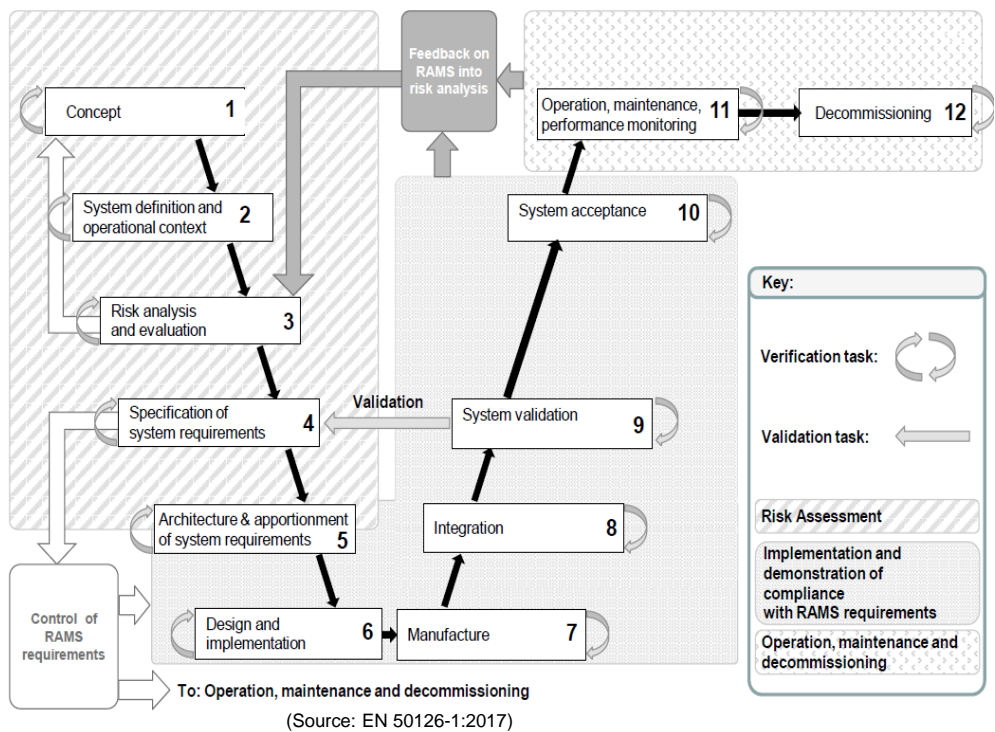 Feedback on
RAMS into
risk analysis
Concept 1
Operation, maintenance,
performance monitoring 11
Decommissioning 12
System definition and
operational context 2
System acceptance 10
Risk analysis
and evaluation 3
Key:
Verification task:
Validation
Specification of
system requirements 4
System validation 9
Validation task:
Architecture & apportionment
of system requirements 5
Integration 8
Risk Assessment
Implementation and
demonstration of
compliance
with RAMS requirements
Control of
RAMS
requirements
Design and
implementation 6
Manufacture 7
Operation, maintenance and
decommissioning
To: Operation, maintenance and decommissioning
(Source: EN 50126-1:2017)